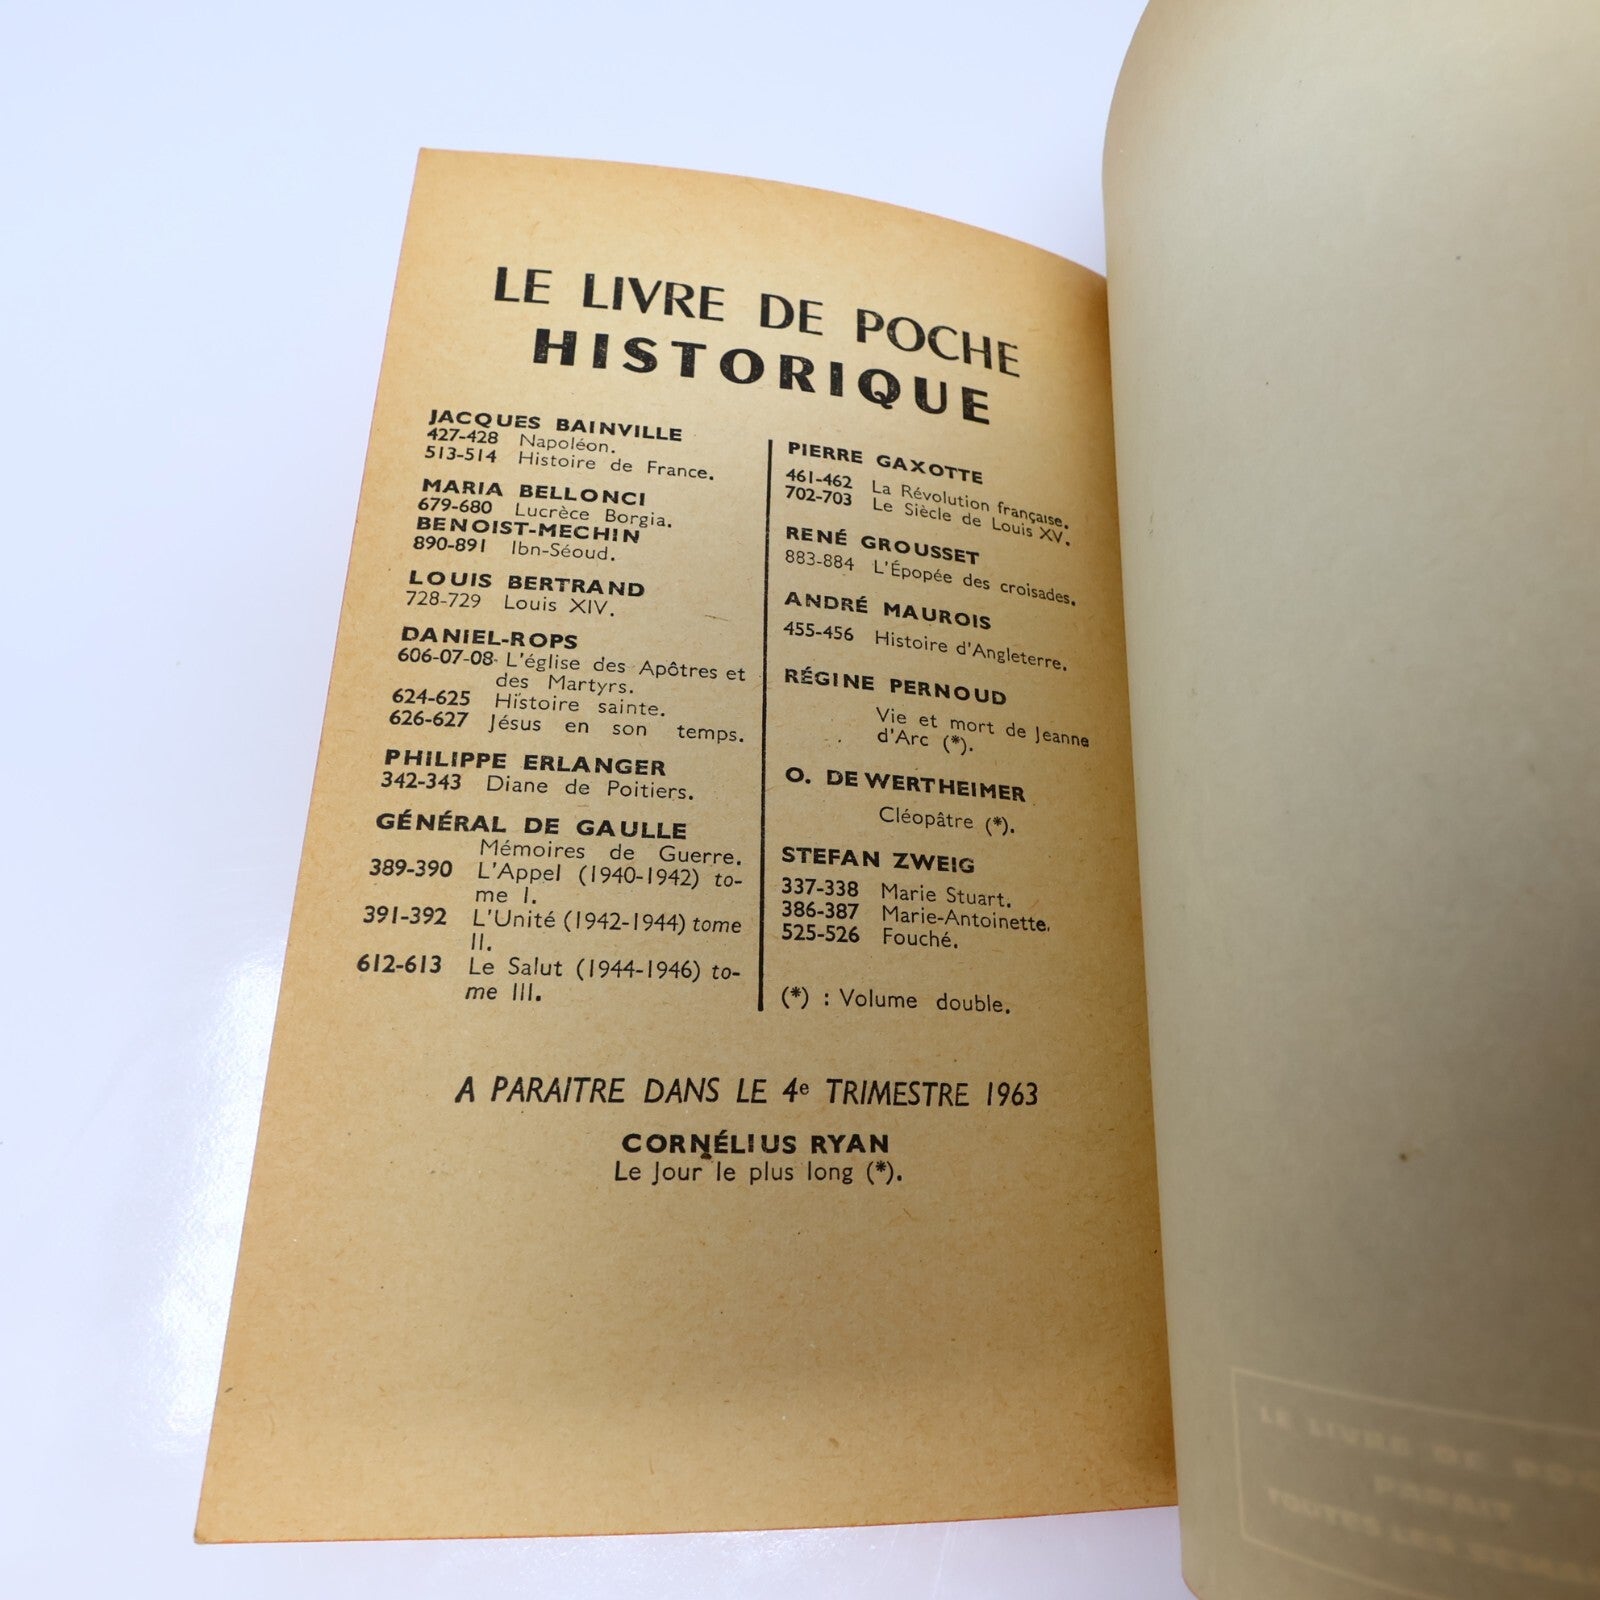 LE LIVRE DE POCHE
HISTORIQUE
JACQUES BAINVILLE
427-428 Napoléon.
513-514 Histoire de France.
MARIA BELLONCI
679-680 Lucrèce Borgia.
BENOIST-MECHIN
890-891 Ibn-Séoud.
LOUIS BERTRAND
728-729 Louis XIV.
DANIEL-ROPS
606-07-08 L'église des Apôtres et
des Martyrs.
624-625 Histoire sainte.
626-627 Jésus en son temps.
PHILIPPE ERLANGER
342-343 Diane de Poitiers.
GÉNÉRAL DE GAULLE
Mémoires de Guerre.
389-390 L'Appel (1940-1942) to-
me I.
391-392 L'Unité (1942-1944) tome
II.
612-613 Le Salut (1944-1946) to-
me III.
PIERRE GAXOTTE
461-462 La Révolution française.
702-703 Le Siècle de Louis XV.
RENÉ GROUSSET
883-884 L'Épopée des croisades.
ANDRÉ MAUROIS
455-456 Histoire d'Angleterre.
RÉGINE PERNOUD
Vie et mort de Jeanne
d'Arc (*).
O. DE WERTHEIMER
Cléopâtre (*).
STEFAN ZWEIG
337-338 Marie Stuart.
386-387 Marie-Antoinette.
525-526 Fouché.
(*) : Volume double.
A PARAITRE DANS LE 4e TRIMESTRE 1963
CORNÉLIUS RYAN
Le Jour le plus long (*).
LE LIVRE DE
PARAIT
TOUTES LES